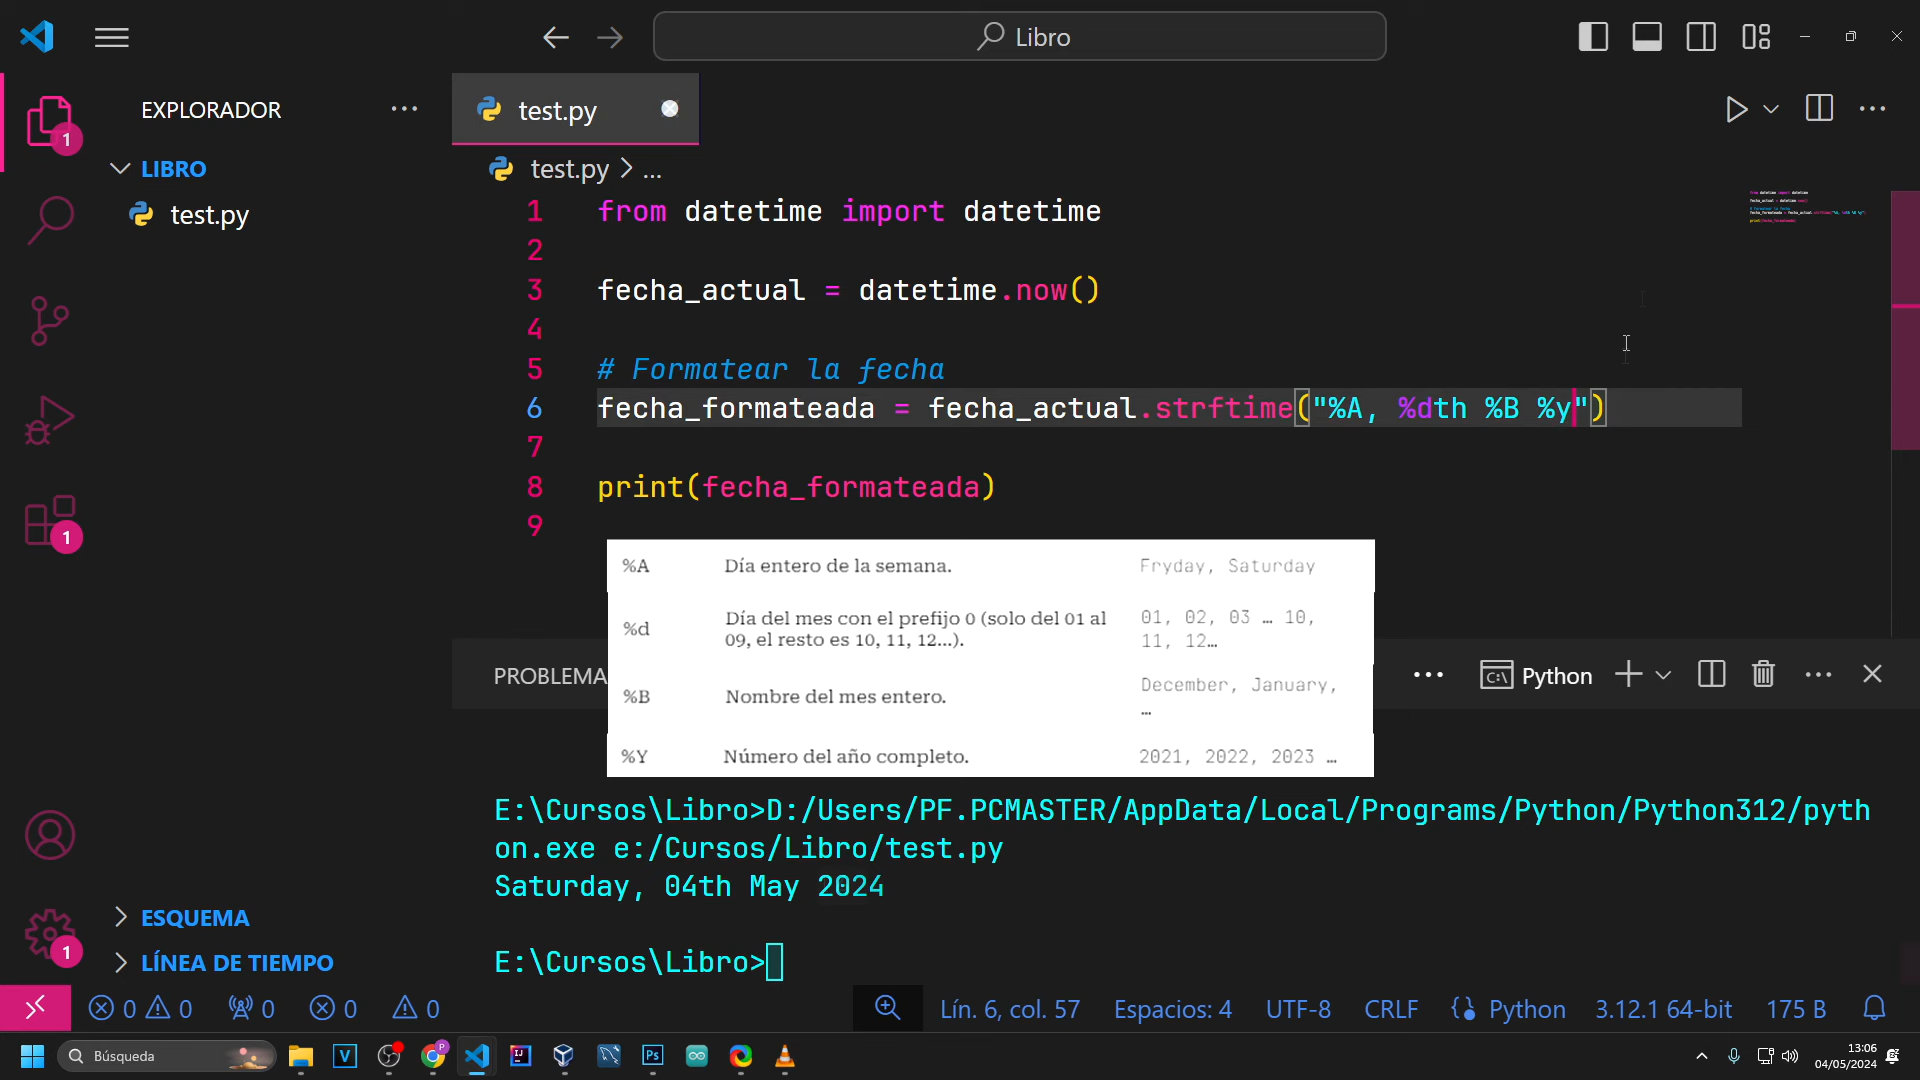 Libro
EXPLORADOR
LIBRO
test.py
test.py
test.py > ...
1 from datetime import datetime
2
3 fecha_actual = datetime.now()
4
5 # Formatear la fecha
6 fecha_formateada = fecha_actual.strftime("%A, %dth %B %y")
7
8 print(fecha_formateada)
9
%A Día entero de la semana. Fryday, Saturday
%d Día del mes con el prefijo 0 (solo del 01 al 01, 02, 03 … 10,
09, el resto es 10, 11, 12...). 11, 12…
%B Nombre del mes entero. December, January,
…
%Y Número del año completo. 2021, 2022, 2023 …
PROBLEMA
Python
E:\Cursos\Libro>D:/Users/PF.PCMASTER/AppData/Local/Programs/Python/Python312/pyth
on.exe e:/Cursos/Libro/test.py
Saturday, 04th May 2024
E:\Cursos\Libro>
ESQUEMA
LÍNEA DE TIEMPO
1
1
1
0 0 0 0 0 Lín. 6, col. 57 Espacios: 4 UTF-8 CRLF Python 3.12.1 64-bit 175 B
Búsqueda
13:06
04/05/2024